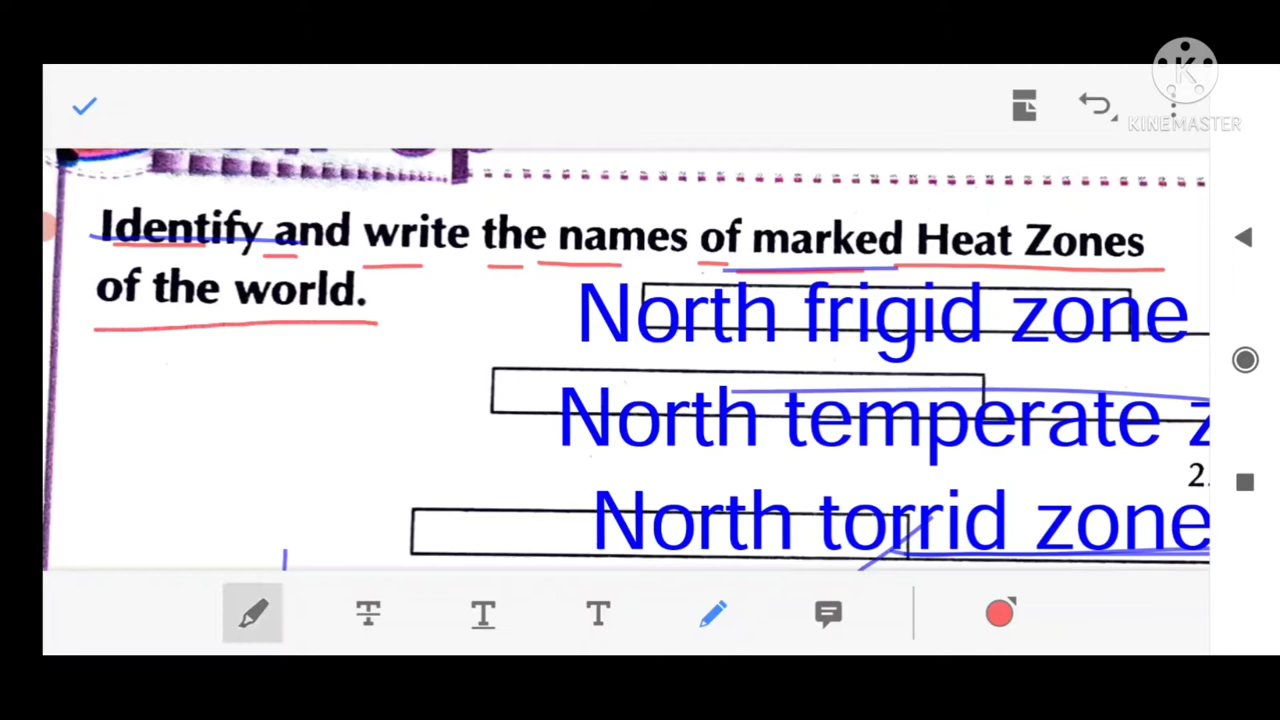 KINEMASTER
Identify and write the names of marked Heat Zones
of the world.
North frigid zone
North temperate z
2.
North torrid zone